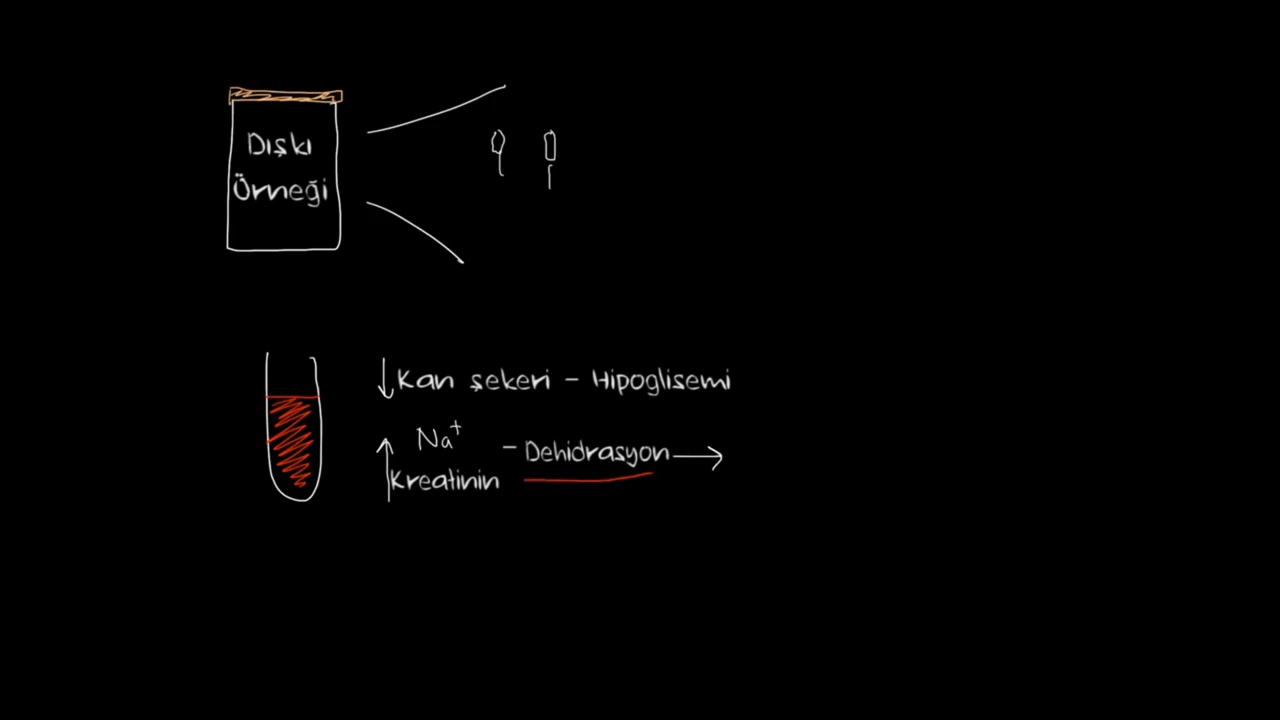 Dışkı
Örneği
↓ Kan şekeri - Hipoglisemi
↑ Na⁺
Kreatinin - Dehidrasyon →